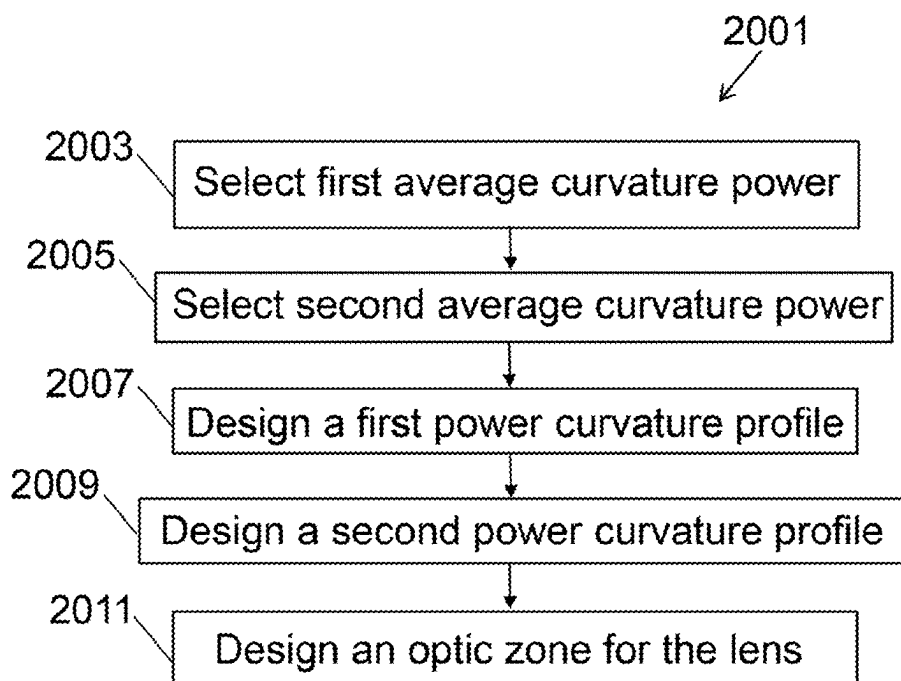 2001
2003
Select first average curvature power
2005
Select second average curvature power
2007
Design a first power curvature profile
2009
Design a second power curvature profile
2011
Design an optic zone for the lens